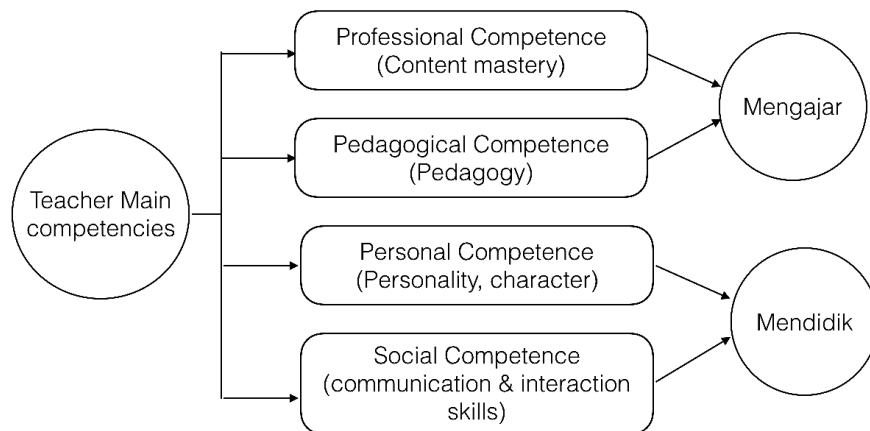 Teacher Main
competencies
Professional Competence
(Content mastery)
Pedagogical Competence
(Pedagogy)
Personal Competence
(Personality, character)
Social Competence
(communication & interaction
skills)
Mengajar
Mendidik